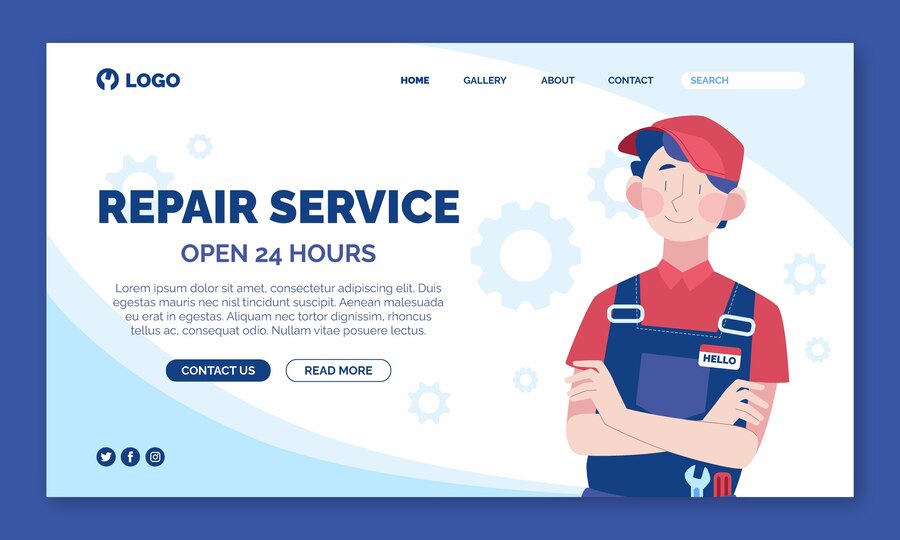 LOGO
HOME
GALLERY
ABOUT
CONTACT
SEARCH
REPAIR SERVICE
OPEN 24 HOURS
Lorem ipsum dolor sit amet, consectetur adipiscing elit. Duis
egestas mauris nec nisl tincidunt suscipit. Aenean elementum
eu erat in egestas. Aliquam auctor tortor dignissim, rhoncus
tellus ac, consequat odio. Nullam vitae posuere lectus.
CONTACT US
READ MORE
HELLO